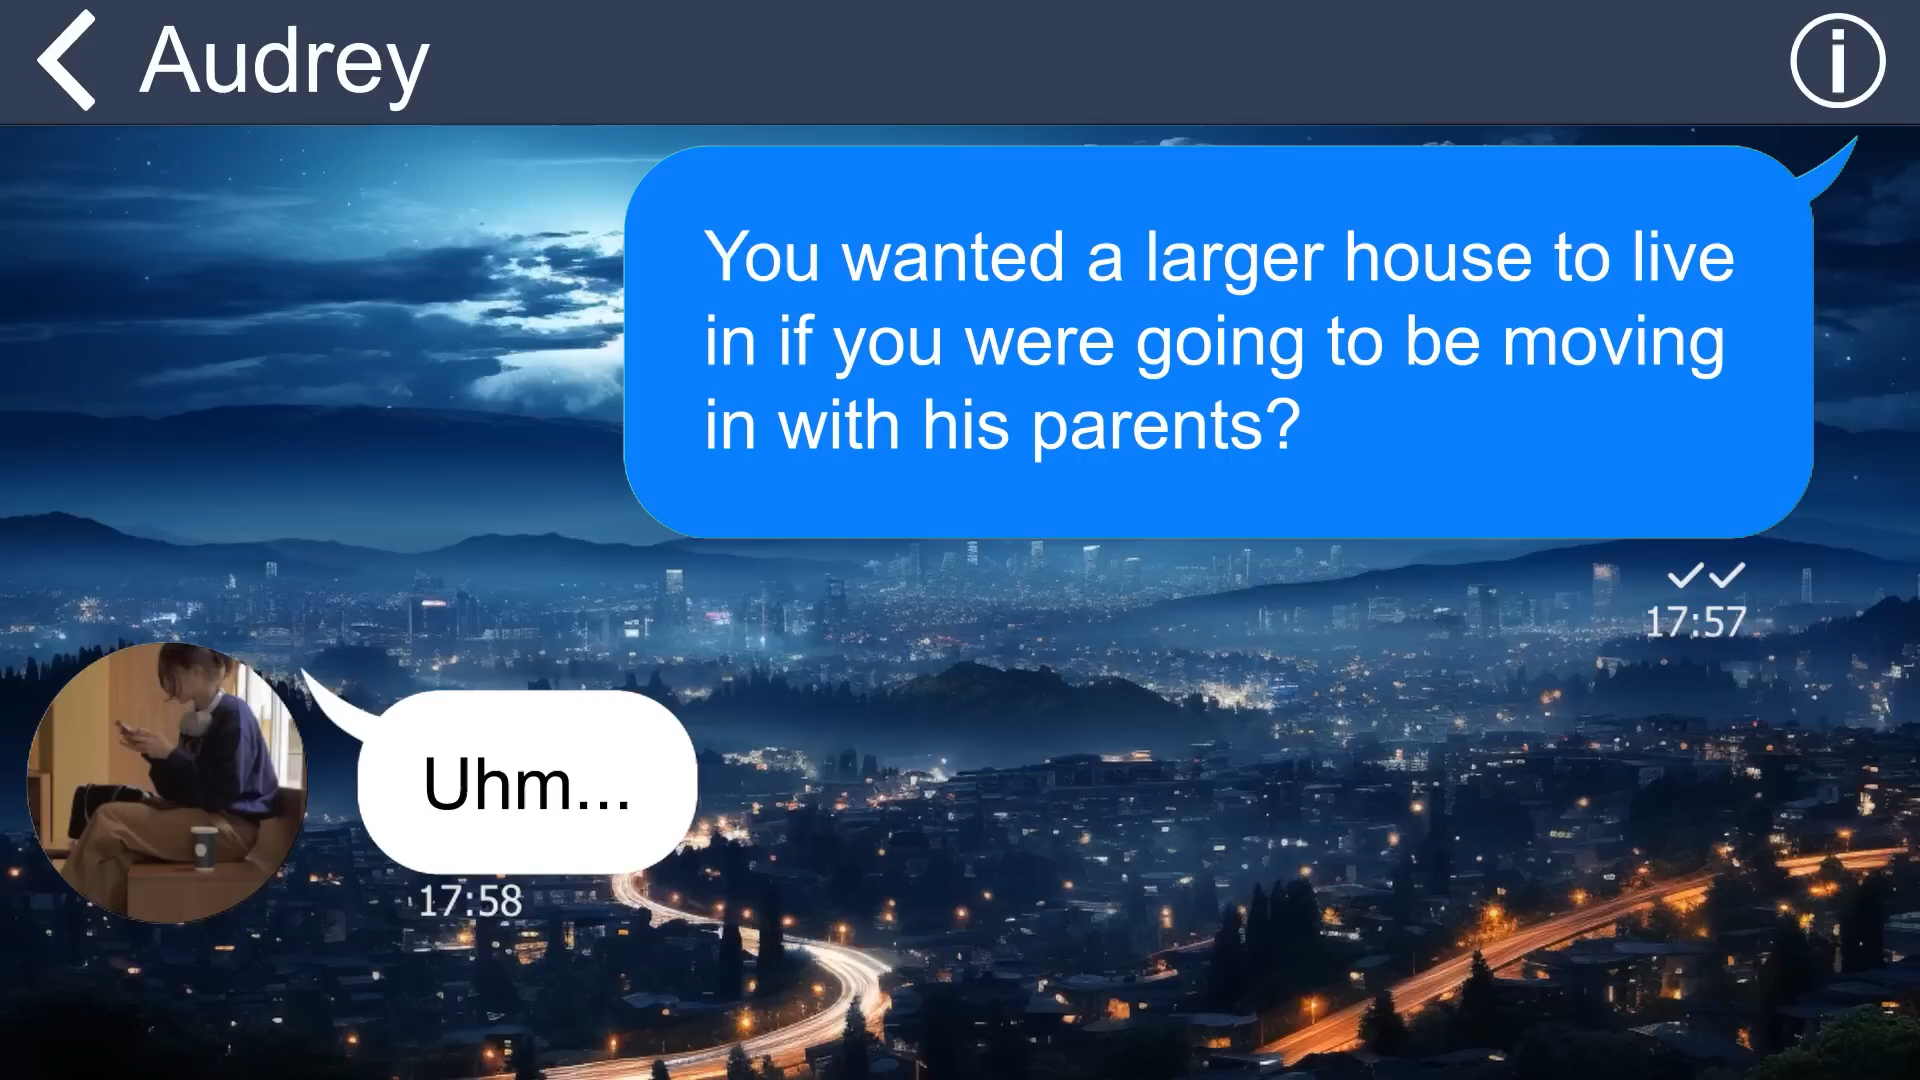 Audrey
You wanted a larger house to live
in if you were going to be moving
in with his parents?
17:57
Uhm...
17:58